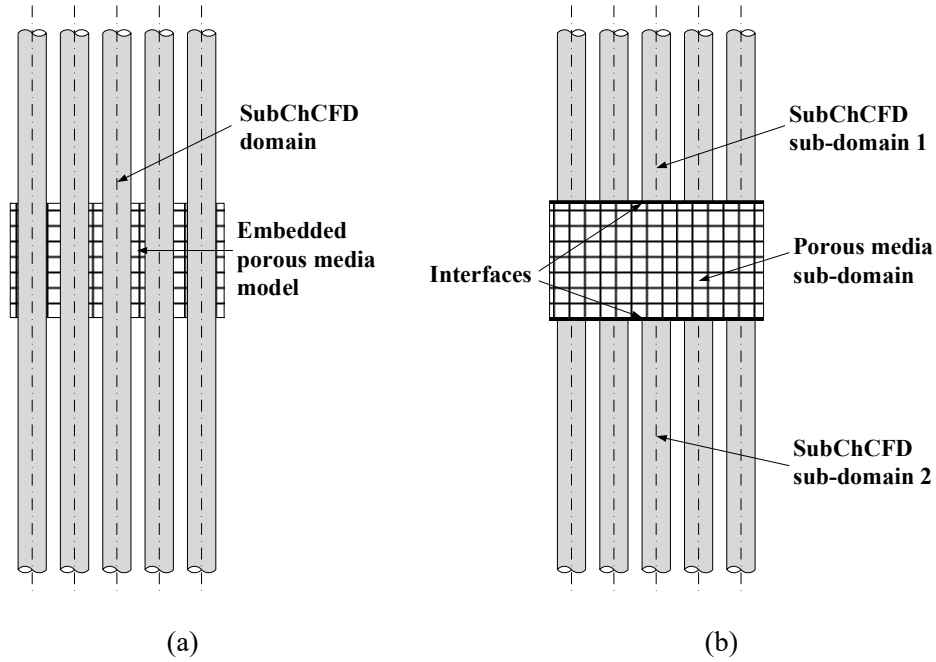 SubChCFD
domain
Embedded
porous media
model
(a)
SubChCFD
sub-domain 1
Interfaces
Porous media
sub-domain
SubChCFD
sub-domain 2
(b)